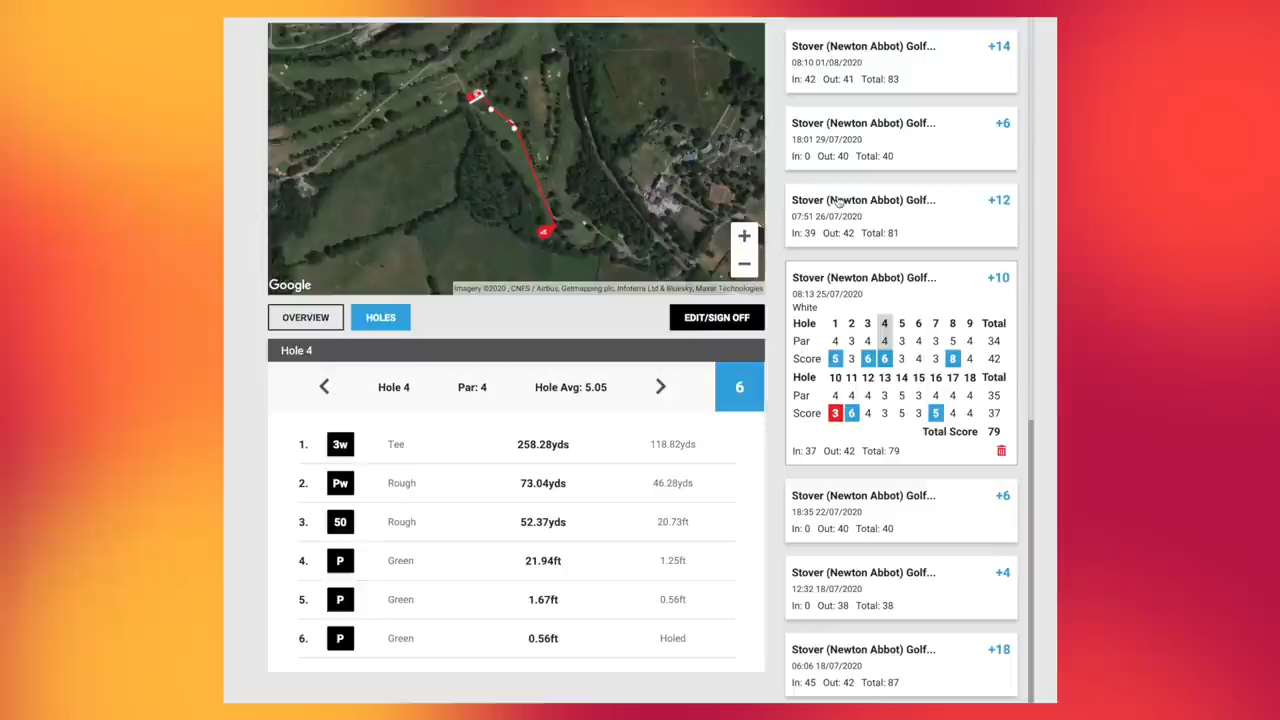 Google
Imagery ©2020 , CNES / Airbus, Getmapping plc, Infoterra Ltd & Bluesky, Maxar Technologies
+
−
OVERVIEW
HOLES
EDIT/SIGN OFF
Hole 4
Hole 4 Par: 4 Hole Avg: 5.05 6
1. 3w Tee 258.28yds 118.82yds
2. Pw Rough 73.04yds 46.28yds
3. 50 Rough 52.37yds 20.73ft
4. P Green 21.94ft 1.25ft
5. P Green 1.67ft 0.56ft
6. P Green 0.56ft Holed
Stover (Newton Abbot) Golf... +14
08:10 01/08/2020
In: 42 Out: 41 Total: 83
Stover (Newton Abbot) Golf... +6
18:01 29/07/2020
In: 0 Out: 40 Total: 40
Stover (Newton Abbot) Golf... +12
07:51 26/07/2020
In: 39 Out: 42 Total: 81
Stover (Newton Abbot) Golf... +10
08:13 25/07/2020
White
Hole 1 2 3 4 5 6 7 8 9 Total
Par 4 3 4 4 3 4 3 5 4 34
Score 5 3 6 6 3 4 3 8 4 42
Hole 10 11 12 13 14 15 16 17 18 Total
Par 4 4 4 3 5 3 4 4 4 35
Score 3 6 4 3 5 3 5 4 4 37
Total Score 79
In: 37 Out: 42 Total: 79
Stover (Newton Abbot) Golf... +6
18:35 22/07/2020
In: 0 Out: 40 Total: 40
Stover (Newton Abbot) Golf... +4
12:32 18/07/2020
In: 0 Out: 38 Total: 38
Stover (Newton Abbot) Golf... +18
06:06 18/07/2020
In: 45 Out: 42 Total: 87